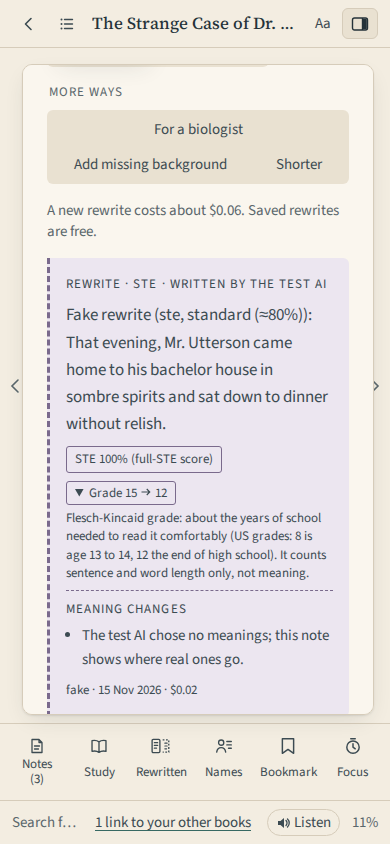 The Strange Case of Dr. ...
Aa
MORE WAYS
For a biologist
Add missing background
Shorter
A new rewrite costs about $0.06. Saved rewrites
are free.
REWRITE · STE · WRITTEN BY THE TEST AI
Fake rewrite (ste, standard (≈80%)):
That evening, Mr. Utterson came
home to his bachelor house in
sombre spirits and sat down to dinner
without relish.
STE 100% (full-STE score)
▼ Grade 15 → 12
Flesch-Kincaid grade: about the years of school
needed to read it comfortably (US grades: 8 is
age 13 to 14, 12 the end of high school). It counts
sentence and word length only, not meaning.
MEANING CHANGES
• The test AI chose no meanings; this note
shows where real ones go.
fake · 15 Nov 2026 · $0.02
Notes
(3)
Study
Rewritten
Names
Bookmark
Focus
Search f...
1 link to your other books
Listen
11%